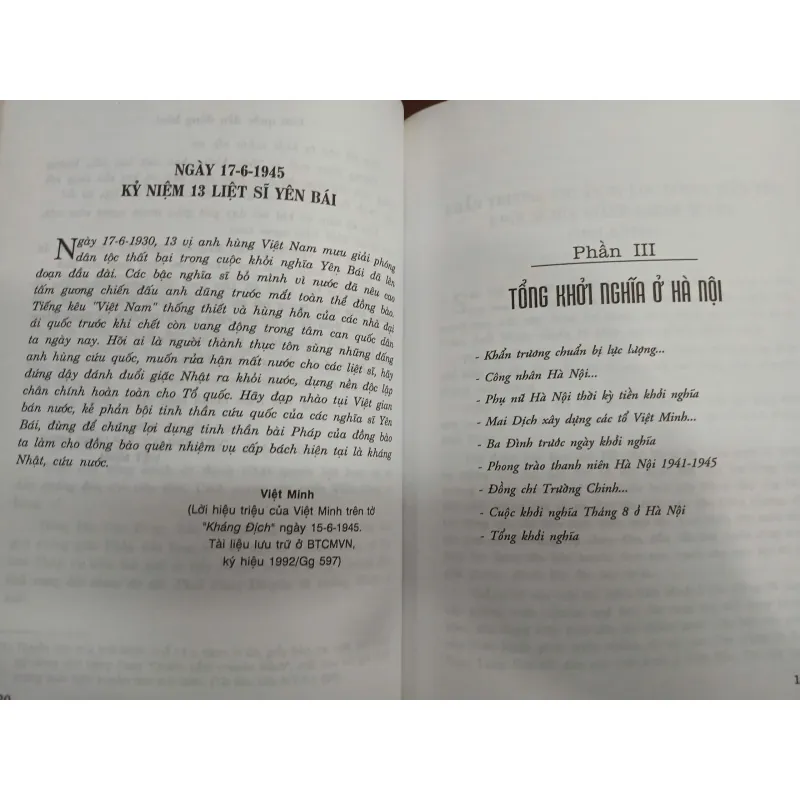 NGÀY 17-6-1945
KỶ NIỆM 13 LIỆT SĨ YÊN BÁI
Ngày 17-6-1930, 13 vị anh hùng Việt Nam mưu giải phóng
dân tộc thất bại trong cuộc khởi nghĩa Yên Bái đã lên
đoạn đầu đài. Các bậc nghĩa sĩ bỏ mình vì nước đã nêu cao
tấm gương chiến đấu anh dũng trước mắt toàn thể đồng bào.
Tiếng kêu "Việt Nam" thống thiết và hùng hồn của các nhà đại
ái quốc trước khi chết còn vang động trong tâm can quốc dân
ta ngày nay. Hỡi ai là người thành thực tôn sùng những đấng
anh hùng cứu quốc, muốn rửa hận mất nước cho các liệt sĩ, hãy
đứng dậy đánh đuổi giặc Nhật ra khỏi nước, dựng nền độc lập
chân chính hoàn toàn cho Tổ quốc. Hãy đạp nhào tụi Việt gian
bán nước, kẻ phản bội tinh thần cứu quốc của các nghĩa sĩ Yên
Bái, đừng để chúng lợi dụng tinh thần bài Pháp của đồng bào
ta làm cho đồng bào quên nhiệm vụ cấp bách hiện tại là kháng
Nhật, cứu nước.
Việt Minh
(Lời hiệu triệu của Việt Minh trên tờ
"Kháng Địch" ngày 15-6-1945.
Tài liệu lưu trữ ở BTCMVN,
ký hiệu 1992/Gg 597)
Phần III
TỔNG KHỞI NGHĨA Ở HÀ NỘI
- Khẩn trương chuẩn bị lực lượng...
- Công nhân Hà Nội...
- Phụ nữ Hà Nội thời kỳ tiền khởi nghĩa
- Mai Dịch xây dựng các tổ Việt Minh...
- Ba Đình trước ngày khởi nghĩa
- Phong trào thanh niên Hà Nội 1941-1945
- Đồng chí Trường Chinh...
- Cuộc khởi nghĩa Tháng 8 ở Hà Nội
- Tổng khởi nghĩa